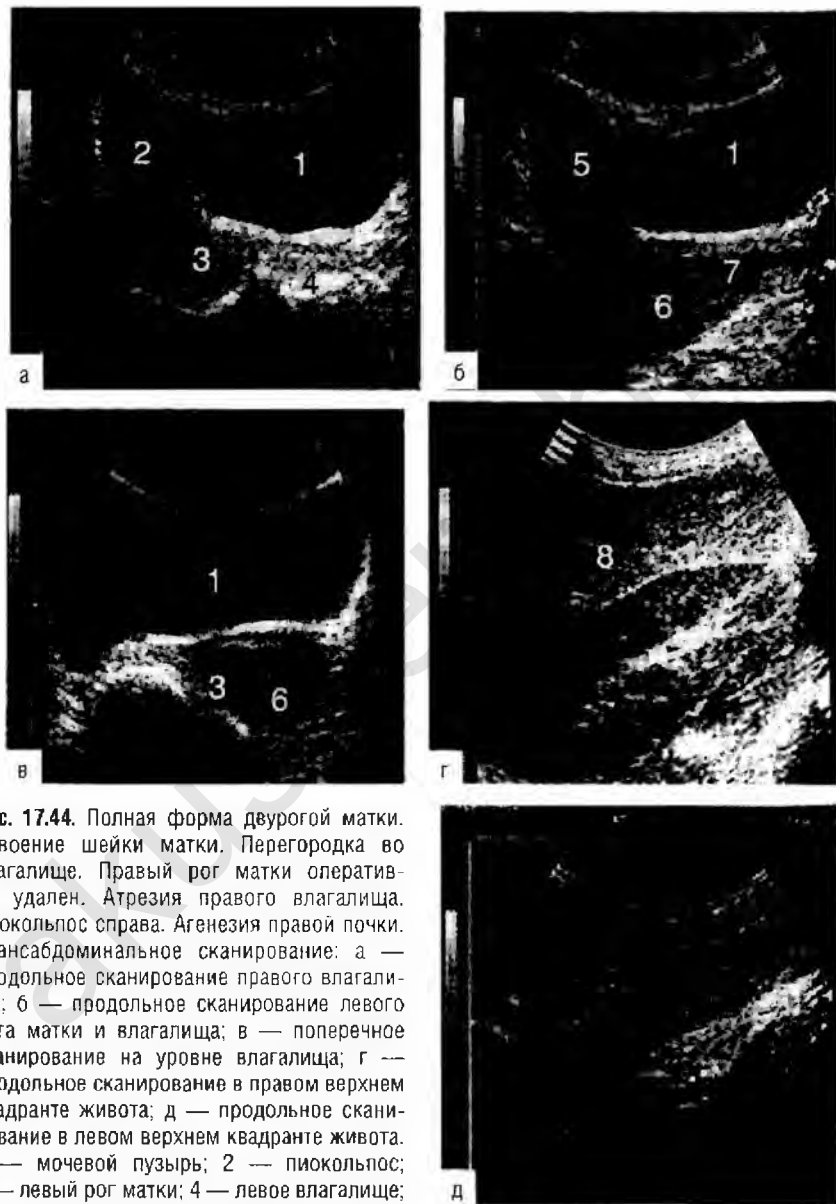 2 1
3
4
а
5 1
7
6
б
1
3 6
в
8
г
с. 17.44. Полная форма двурогой матки.
воение шейки матки. Перегородка во
агалище. Правый рог матки оператив-
удален. Атрезия правого влагалища.
окольпос справа. Агенезия правой почки.
ансабдоминальное сканирование: а —
одольное сканирование правого влагали-
; б — продольное сканирование левого
га матки и влагалища; в — поперечное
анирование на уровне влагалища; г —
одольное сканирование в правом верхнем
адранте живота; д — продольное скани-
вание в левом верхнем квадранте живота.
— мочевой пузырь; 2 — пиокольпос;
— левый рог матки; 4 — левое влагалище;
д